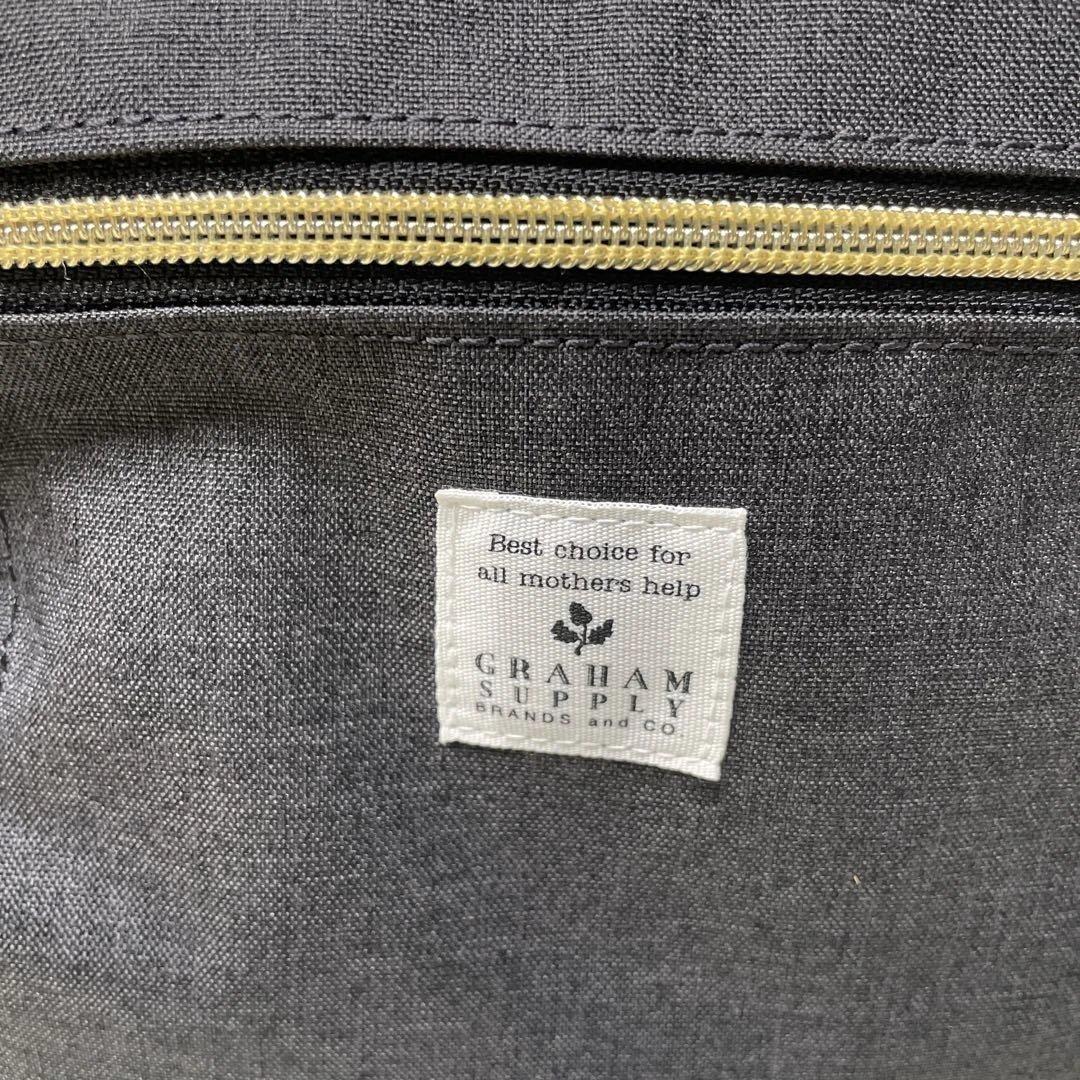 Best choice for
all mothers help
GRAHAM
SUPPLY
BRANDS and CO